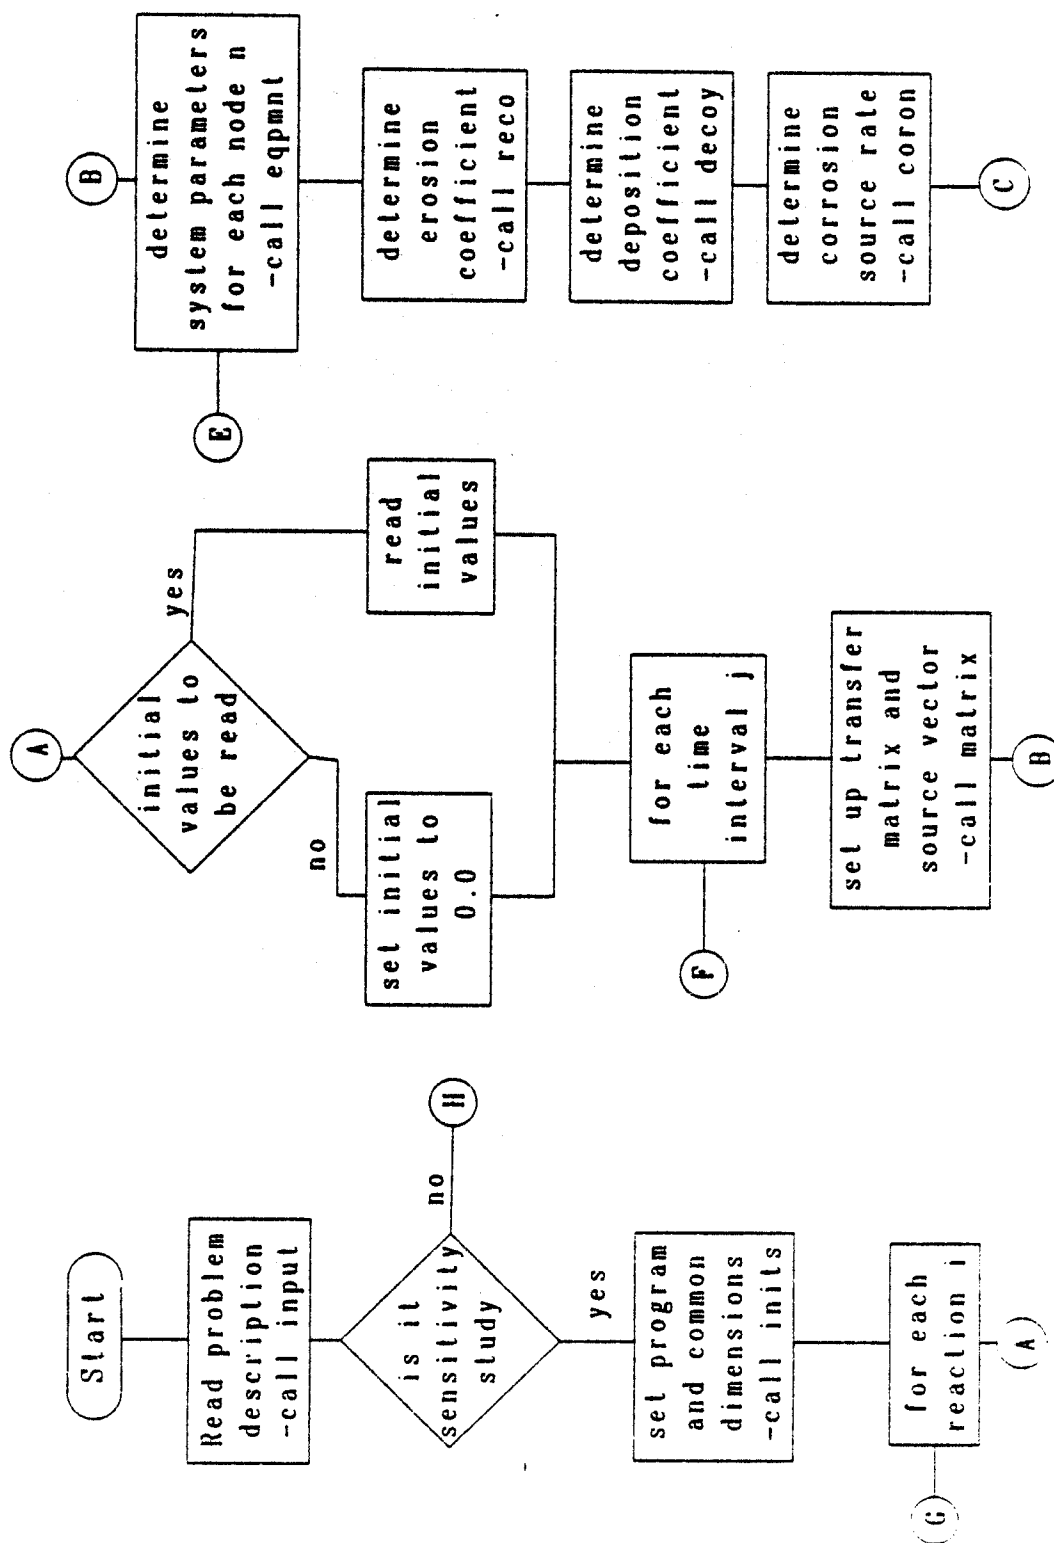 Start
Read problem
description
-call input
is it
sensitivity
study
no
H
yes
set program
and common
dimensions
-call inits
for each
reaction i
G
A
A
initial
values to
be read
yes
no
read
initial
values
set initial
values to
0.0
for each
time
interval j
F
set up transfer
matrix and
source vector
-call matrix
B
B
determine
system parameters
for each node n
-call eqpmnt
E
determine
erosion
coefficient
-call reco
determine
deposition
coefficient
-call decoy
determine
corrosion
source rate
-call coron
C